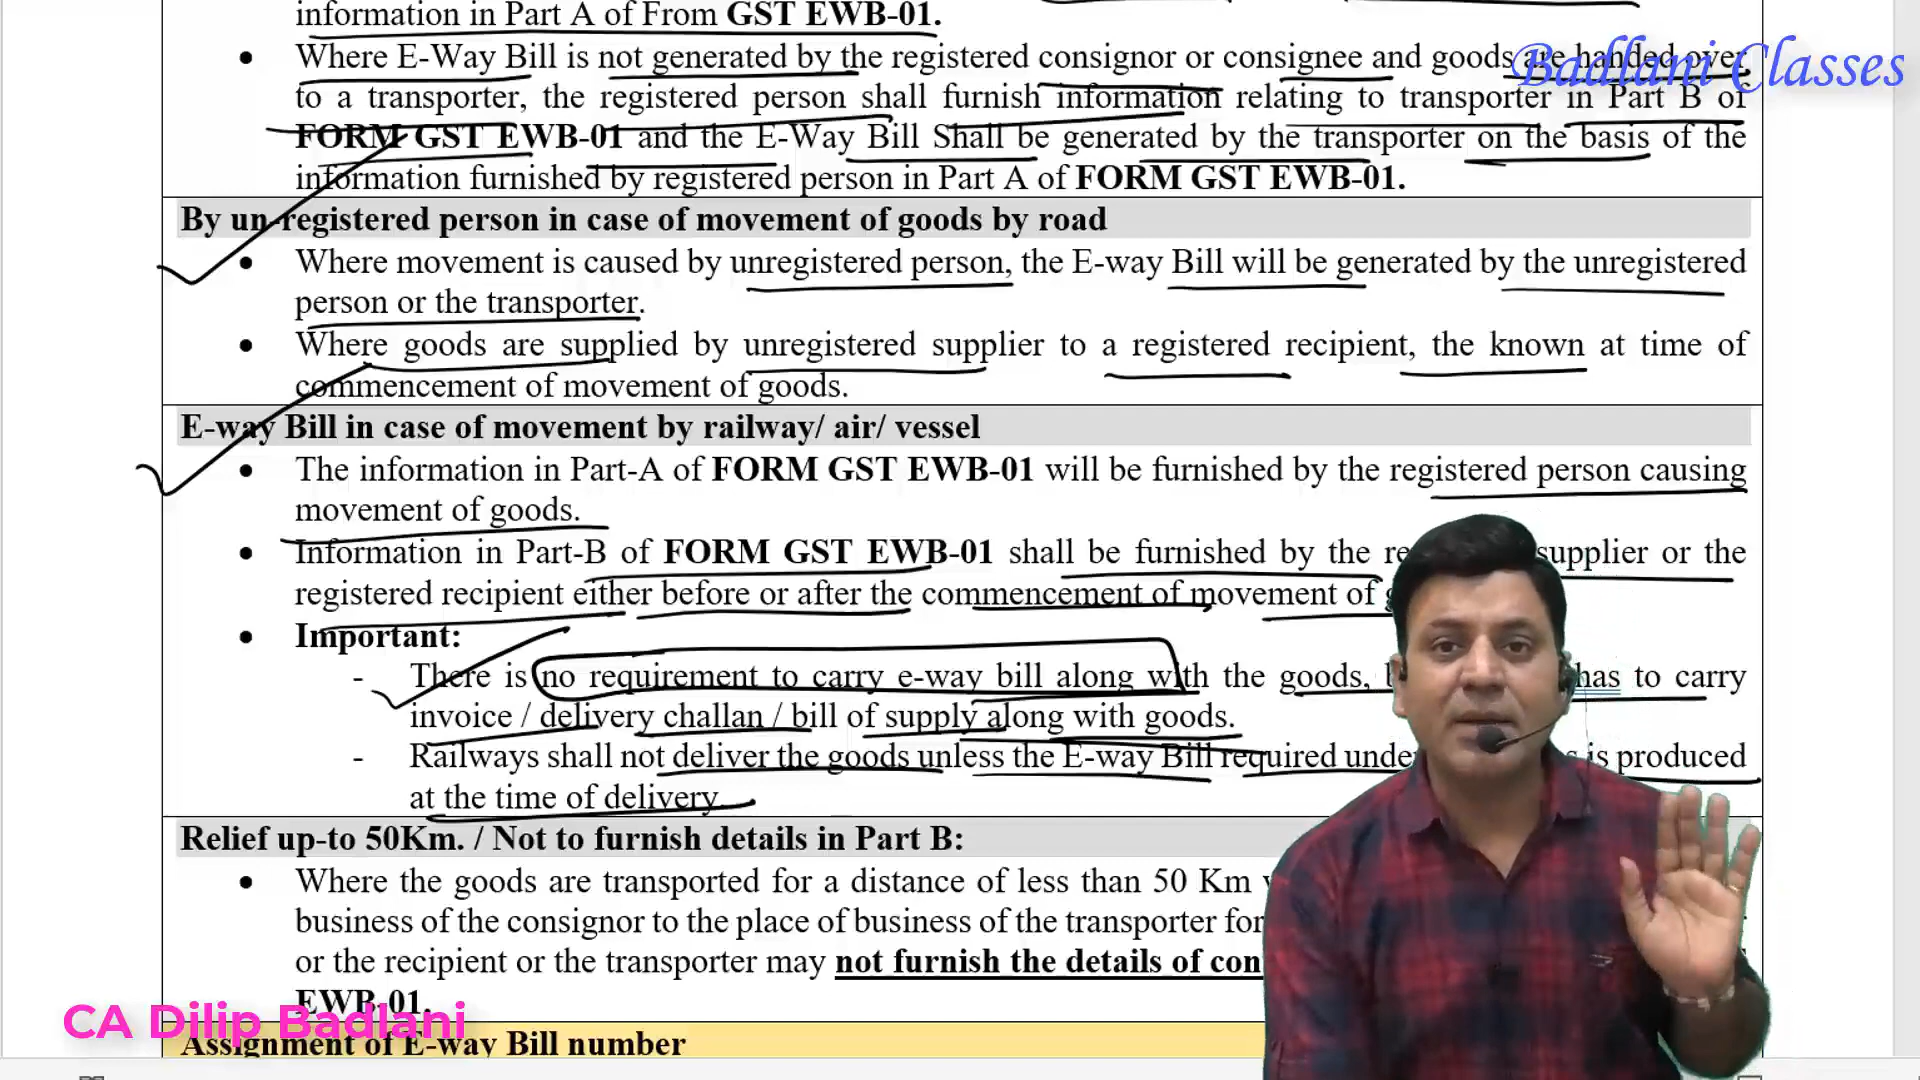 information in Part A of From GST EWB-01.
Badlani Classes
• Where E-Way Bill is not generated by the registered consignor or consignee and goods are handed over
to a transporter, the registered person shall furnish information relating to transporter in Part B of
FORM GST EWB-01 and the E-Way Bill Shall be generated by the transporter on the basis of the
information furnished by registered person in Part A of FORM GST EWB-01.
By un-registered person in case of movement of goods by road
• Where movement is caused by unregistered person, the E-way Bill will be generated by the unregistered
person or the transporter.
• Where goods are supplied by unregistered supplier to a registered recipient, the known at time of
commencement of movement of goods.
E-way Bill in case of movement by railway/ air/ vessel
• The information in Part-A of FORM GST EWB-01 will be furnished by the registered person causing
movement of goods.
• Information in Part-B of FORM GST EWB-01 shall be furnished by the supplier or the
registered recipient either before or after the commencement of movement of
• Important:
- There is no requirement to carry e-way bill along with the goods, has to carry
invoice / delivery challan / bill of supply along with goods.
- Railways shall not deliver the goods unless the E-way Bill required under is produced
at the time of delivery.
Relief up-to 50Km. / Not to furnish details in Part B:
• Where the goods are transported for a distance of less than 50 Km
business of the consignor to the place of business of the transporter for
or the recipient or the transporter may not furnish the details of
EWB-01.
CA Dilip Badlani
Assignment of E-way Bill number